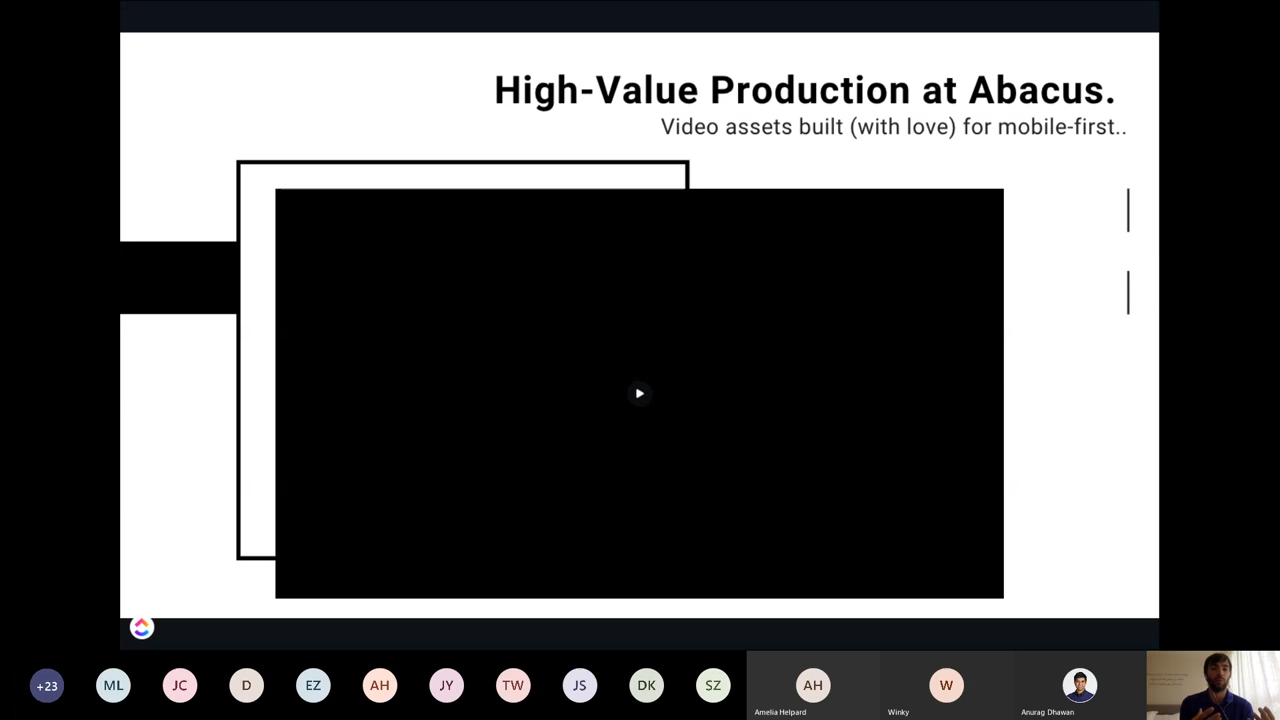 High-Value Production at Abacus.
Video assets built (with love) for mobile-first..
+23
ML
JC
D
EZ
AH
JY
TW
JS
DK
SZ
AH
W
Amelia Helpard
Winky
Anurag Dhawan